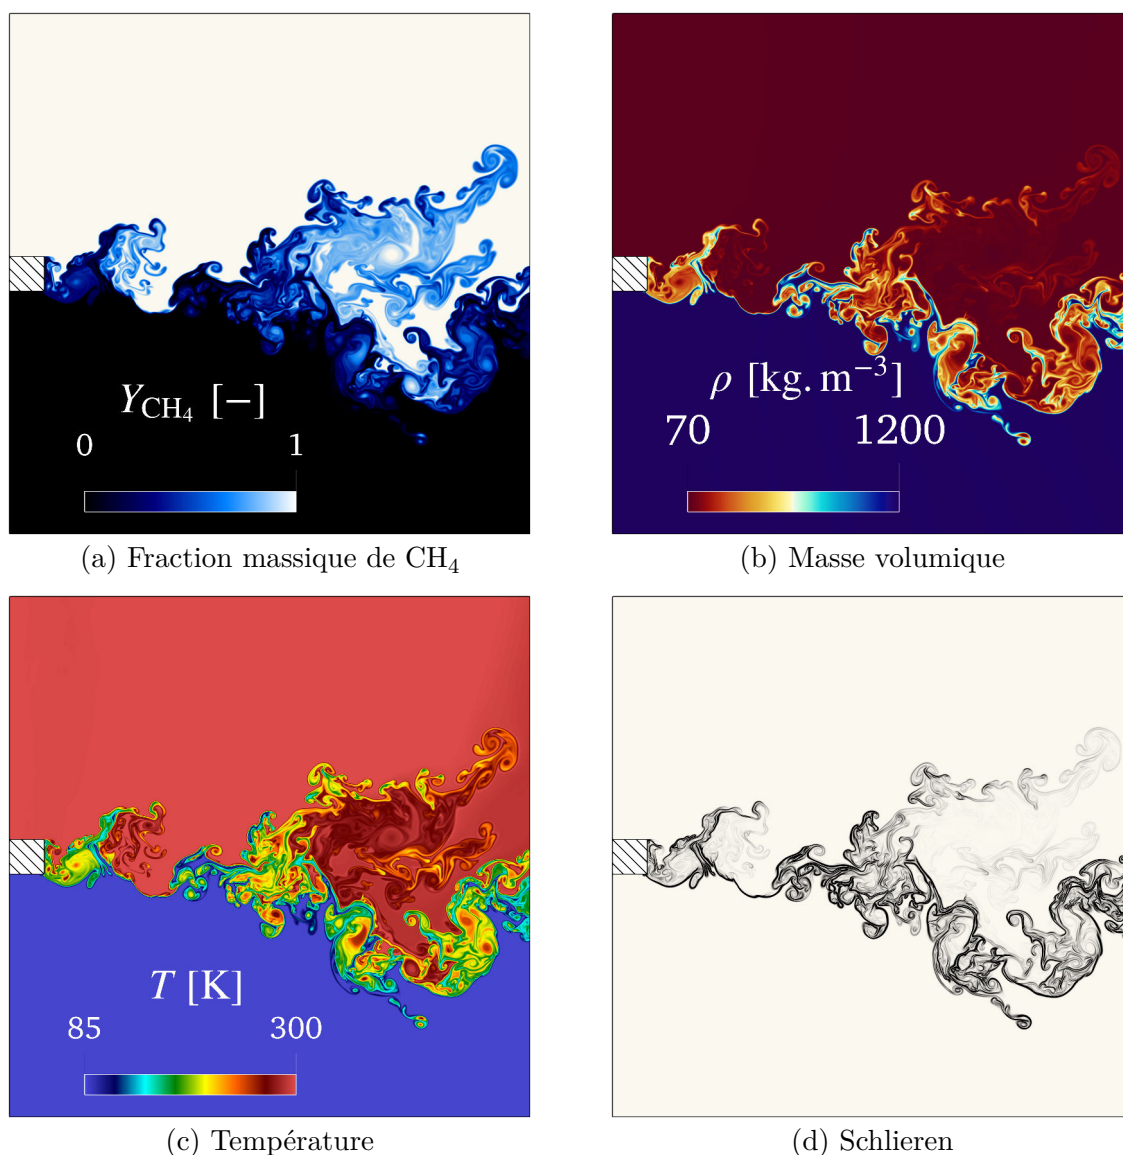 Y_CH₄ [−]
0 1
(a) Fraction massique de CH₄
ρ [kg. m⁻³]
70 1200
(b) Masse volumique
T [K]
85 300
(c) Température
(d) Schlieren